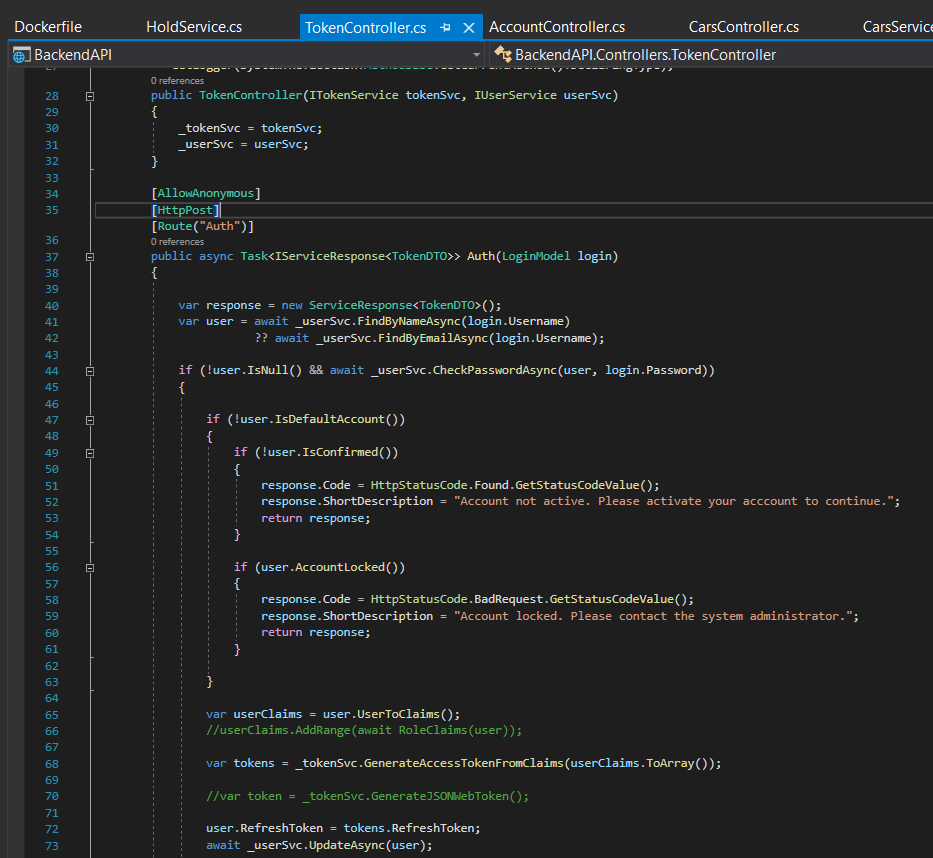 Dockerfile HoldService.cs TokenController.cs AccountController.cs CarsController.cs CarsService
BackendAPI BackendAPI.Controllers.TokenController
0 references
28 public TokenController(ITokenService tokenSvc, IUserService userSvc)
29 {
30 _tokenSvc = tokenSvc;
31 _userSvc = userSvc;
32 }
33
34 [AllowAnonymous]
35 [HttpPost]
[Route("Auth")]
36
0 references
37 public async Task<IServiceResponse<TokenDTO>> Auth(LoginModel login)
38 {
39
40 var response = new ServiceResponse<TokenDTO>();
41 var user = await _userSvc.FindByNameAsync(login.Username)
42 ?? await _userSvc.FindByEmailAsync(login.Username);
43
44 if (!user.IsNull() && await _userSvc.CheckPasswordAsync(user, login.Password))
45 {
46
47 if (!user.IsDefaultAccount())
48 {
49 if (!user.IsConfirmed())
50 {
51 response.Code = HttpStatusCode.Found.GetStatusCodeValue();
52 response.ShortDescription = "Account not active. Please activate your acccount to continue.";
53 return response;
54 }
55
56 if (user.AccountLocked())
57 {
58 response.Code = HttpStatusCode.BadRequest.GetStatusCodeValue();
59 response.ShortDescription = "Account locked. Please contact the system administrator.";
60 return response;
61 }
62
63 }
64
65 var userClaims = user.UserToClaims();
66 //userClaims.AddRange(await RoleClaims(user));
67
68 var tokens = _tokenSvc.GenerateAccessTokenFromClaims(userClaims.ToArray());
69
70 //var token = _tokenSvc.GenerateJSONWebToken();
71
72 user.RefreshToken = tokens.RefreshToken;
73 await _userSvc.UpdateAsync(user);